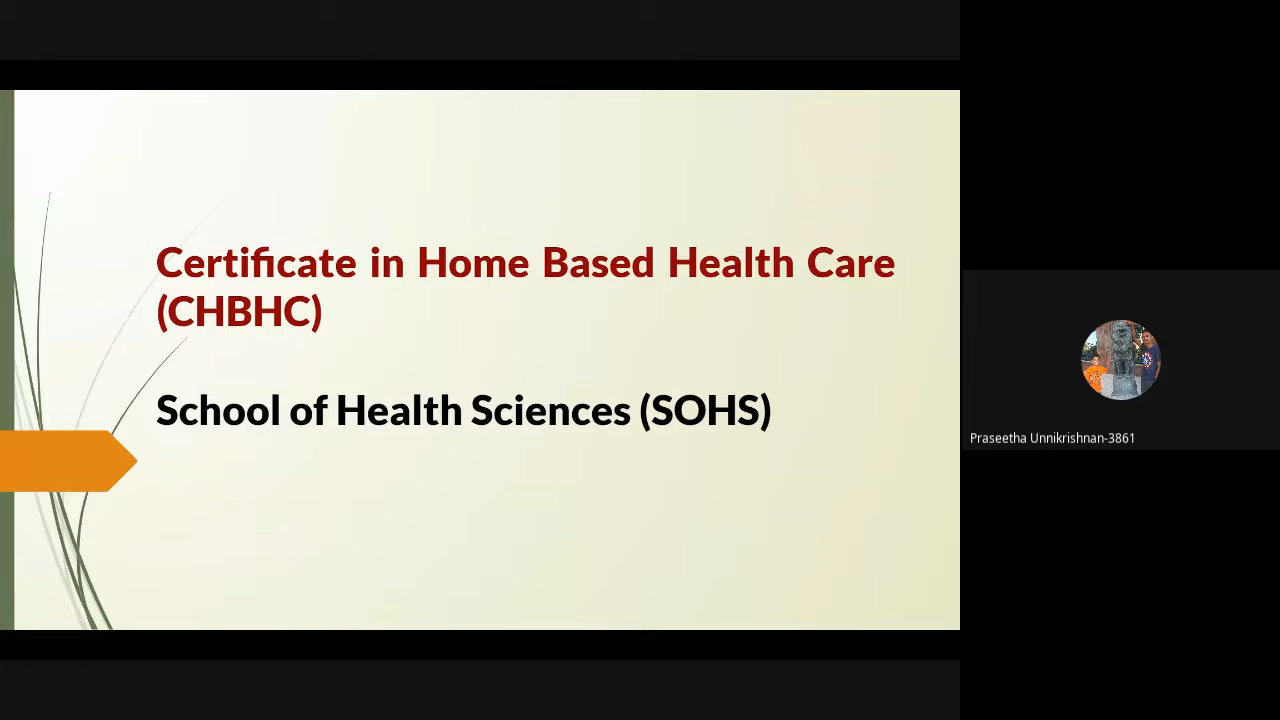 Certificate in Home Based Health Care
(CHBHC)
School of Health Sciences (SOHS)
Praseetha Unnikrishnan-3861